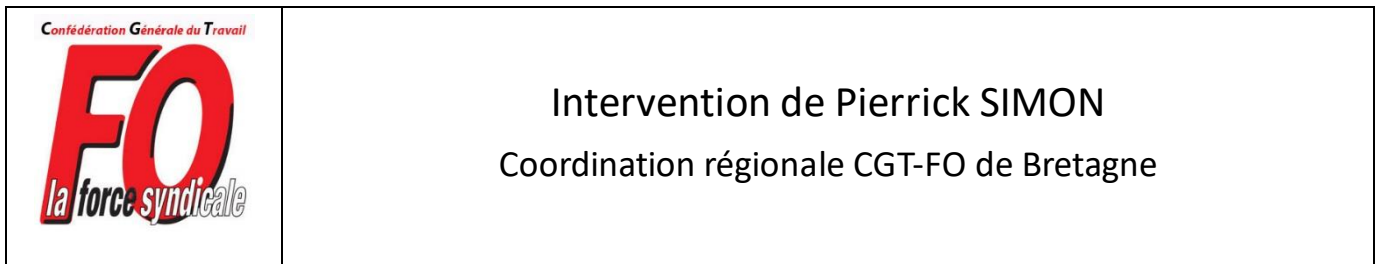 Confédération Générale du Travail
FO
la force syndicale
Intervention de Pierrick SIMON
Coordination régionale CGT-FO de Bretagne